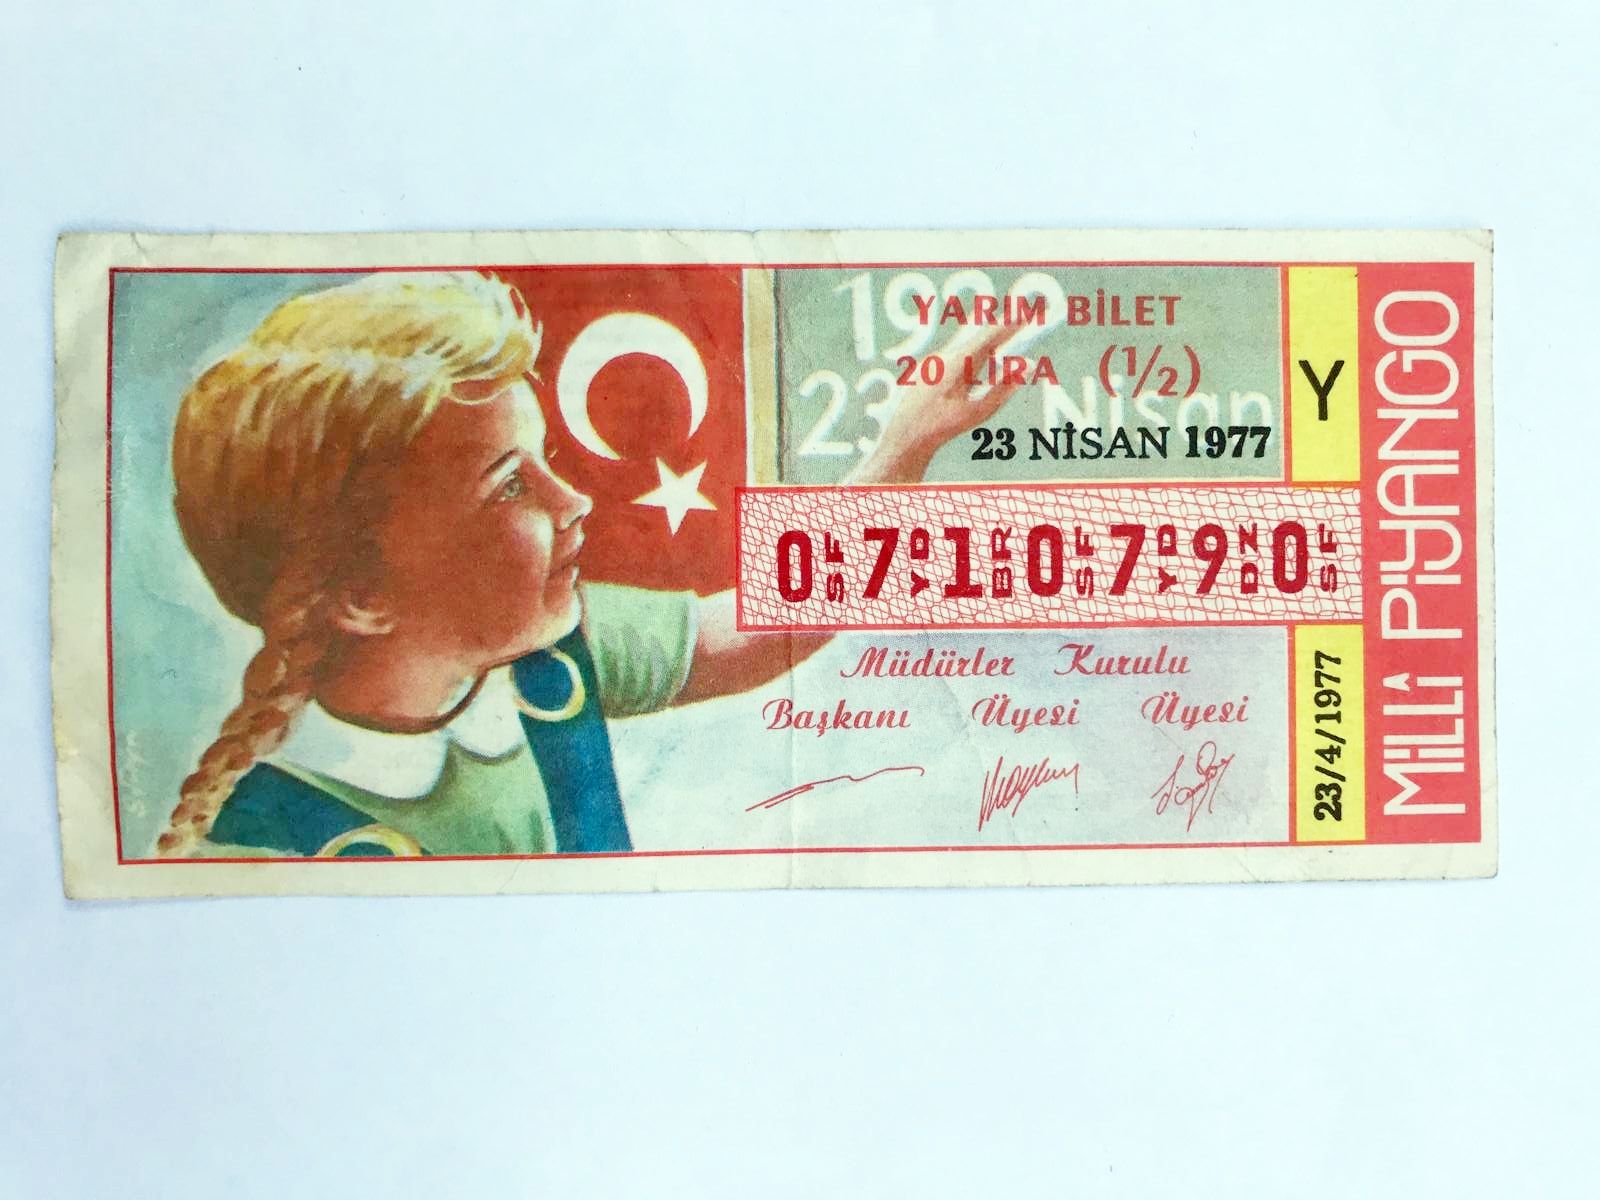 1920
YARIM BİLET
20 LİRA (1/2)
23 Nisan
23 NİSAN 1977
Y
0 SF 7 YD 1 BR 0 SF 7 YD 9 DZ 0 SF
Müdürler Kurulu
Başkanı Üyesi Üyesi
23/4/1977
MİLLİ PİYANGO